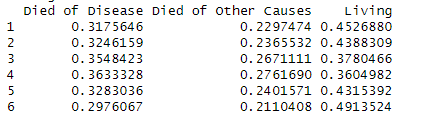 Died of Disease Died of Other Causes Living
1 0.3175646 0.2297474 0.4526880
2 0.3246159 0.2365532 0.4388309
3 0.3548423 0.2671111 0.3780466
4 0.3633328 0.2761690 0.3604982
5 0.3283036 0.2401571 0.4315392
6 0.2976067 0.2110408 0.4913524